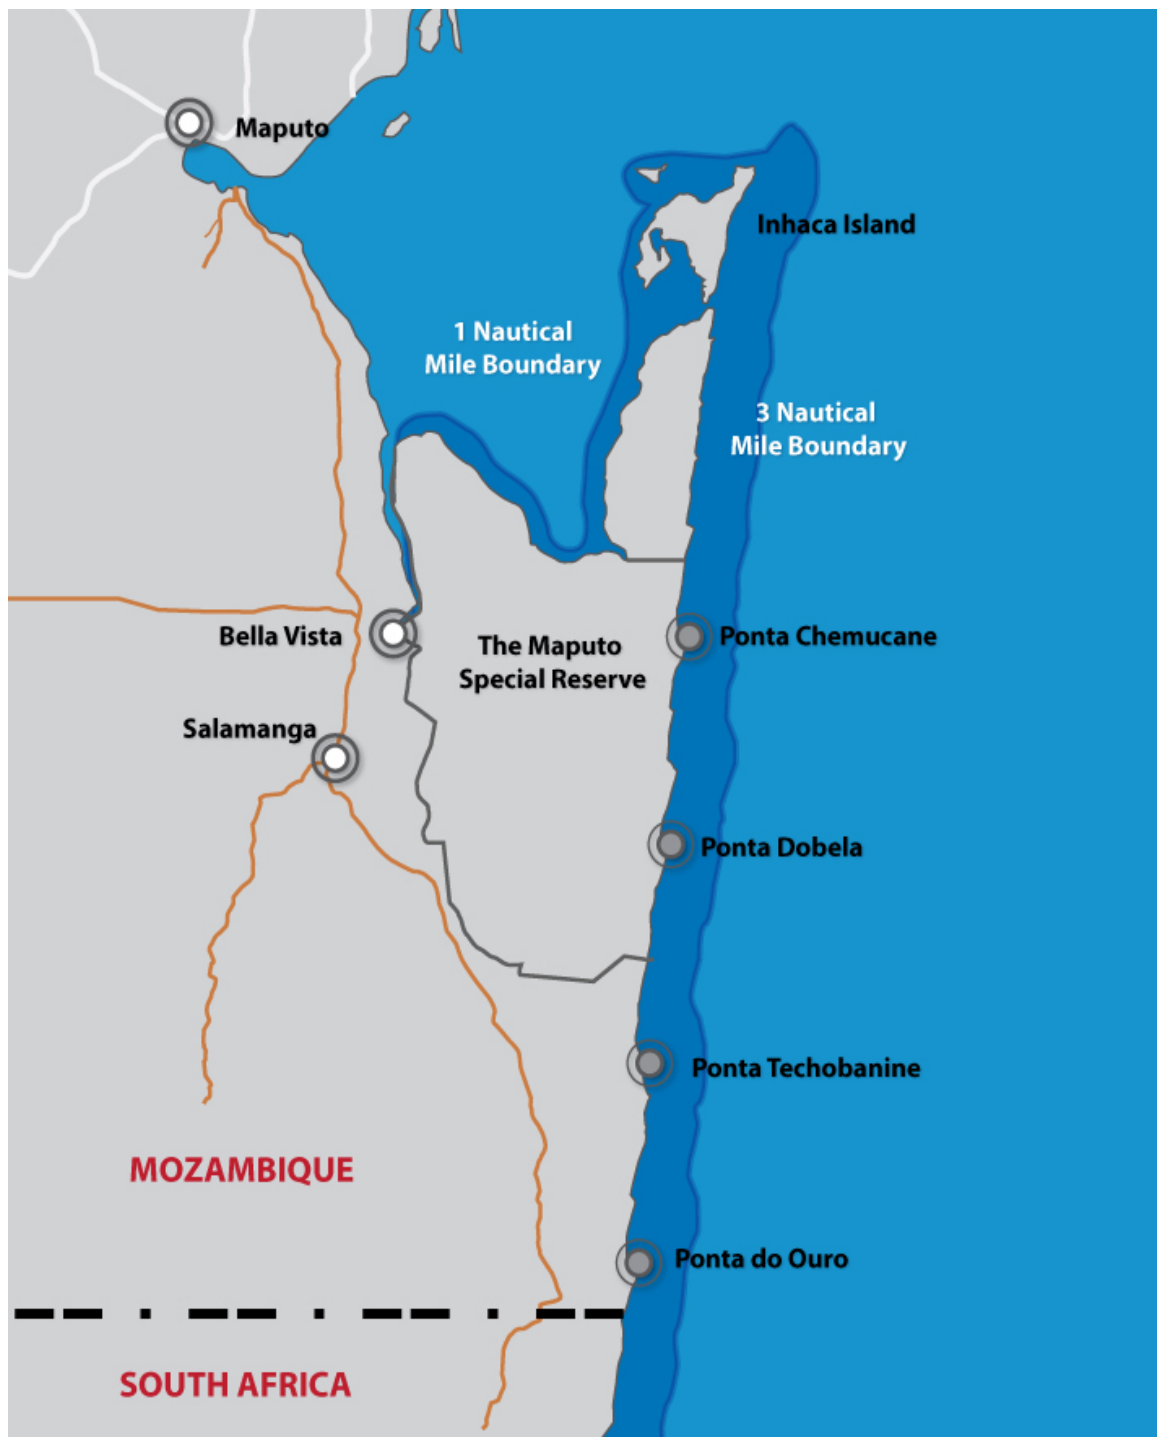 Maputo
Inhaca Island
1 Nautical
Mile Boundary
3 Nautical
Mile Boundary
Bella Vista
The Maputo
Special Reserve
Ponta Chemucane
Salamanga
Ponta Dobela
Ponta Techobanine
MOZAMBIQUE
Ponta do Ouro
SOUTH AFRICA